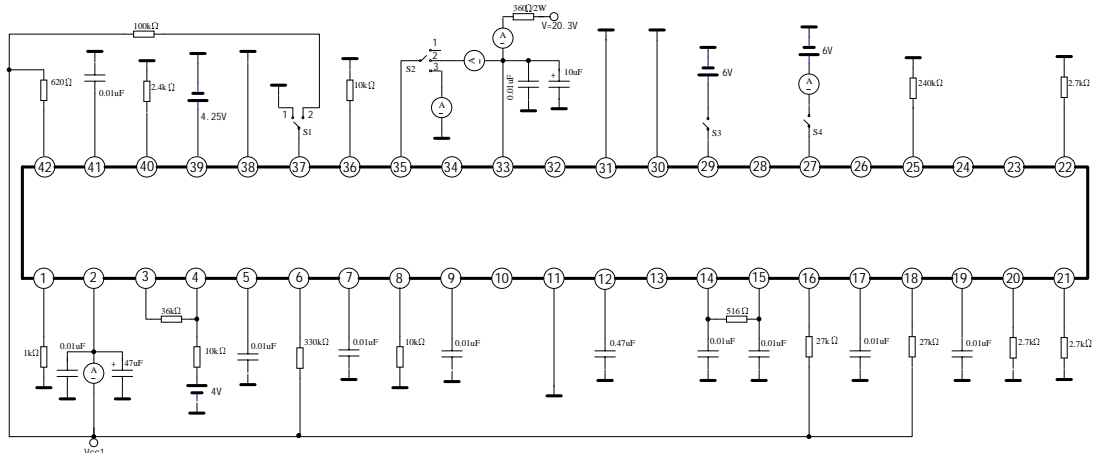 360Ω/2W
V=20.3V
100kΩ
620Ω
0.01uF
2.4kΩ
4.25V
1 2
S1
10kΩ
S2
1
2
3
A
A
A
0.01uF
+
10uF
6V
S3
6V
A
S4
240kΩ
2.7kΩ
42 41 40 39 38 37 36 35 34 33 32 31 30 29 28 27 26 25 24 23 22
1 2 3 4 5 6 7 8 9 10 11 12 13 14 15 16 17 18 19 20 21
36kΩ
516Ω
1kΩ
0.01uF
A
+
47uF
10kΩ
4V
0.01uF
330kΩ
0.01uF
10kΩ
0.01uF
0.47uF
0.01uF
0.01uF
27kΩ
0.01uF
27kΩ
0.01uF
2.7kΩ
2.7kΩ
Vcc1